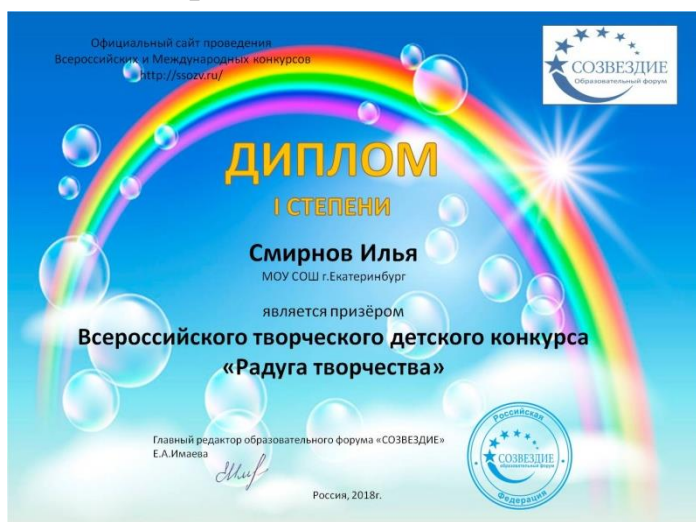 Официальный сайт проведения
Всероссийских и Международных конкурсов
http://ssozv.ru/
СОЗВЕЗДИЕ
Образовательный форум
ДИПЛОМ
I СТЕПЕНИ
Смирнов Илья
МОУ СОШ г.Екатеринбург
является призёром
Всероссийского творческого детского конкурса
«Радуга творчества»
Главный редактор образовательного форума «СОЗВЕЗДИЕ»
Е.А.Имаева
Российская
СОЗВЕЗДИЕ
образовательный форум
Федерация
Россия, 2018г.